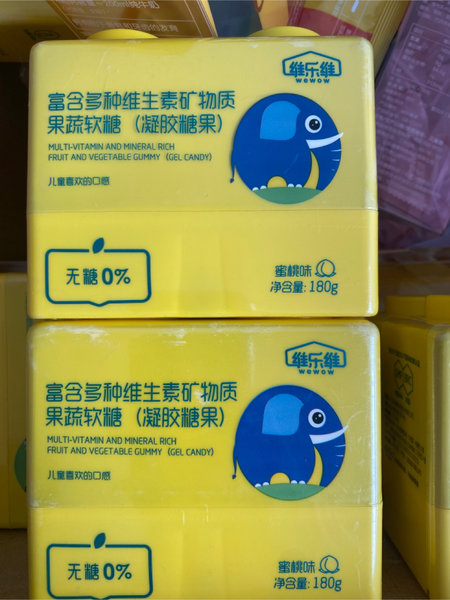 维乐维
wewow
富含多种维生素矿物质
果蔬软糖（凝胶糖果）
MULTI-VITAMIN AND MINERAL RICH
FRUIT AND VEGETABLE GUMMY (GEL CANDY)
儿童喜欢的口感
无糖0%
蜜桃味
净含量: 180g
维乐维
wewow
富含多种维生素矿物质
果蔬软糖（凝胶糖果）
MULTI-VITAMIN AND MINERAL RICH
FRUIT AND VEGETABLE GUMMY (GEL CANDY)
儿童喜欢的口感
无糖0%
蜜桃味
净含量: 180g